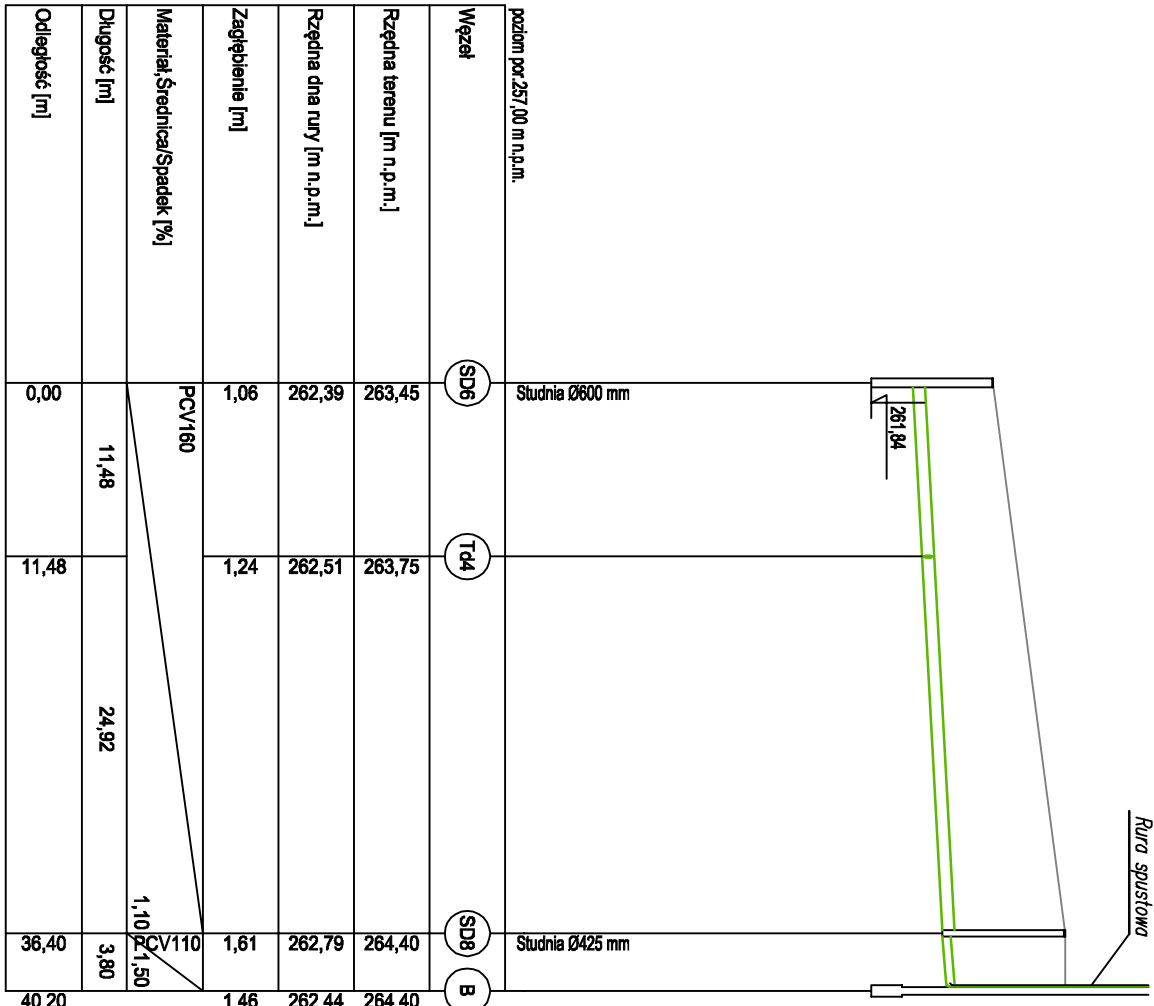 poziom por.257,00 m n.p.m.
Rura spustowa
261,84
Studnia Ø600 mm
Studnia Ø425 mm
Węzeł SD6 Td4 SD8 B
Rzędna terenu [m n.p.m.] 263,45 263,75 264,40 264,40
Rzędna dna rury [m n.p.m.] 262,39 262,51 262,79 262,44
Zagłębienie [m] 1,06 1,24 1,61 1,46
Materiał,Średnica/Spadek [%] PCV160 1,10 PCV110 1,50
Długość [m] 11,48 24,92 3,80
Odległość [m] 0,00 11,48 36,40 40,20